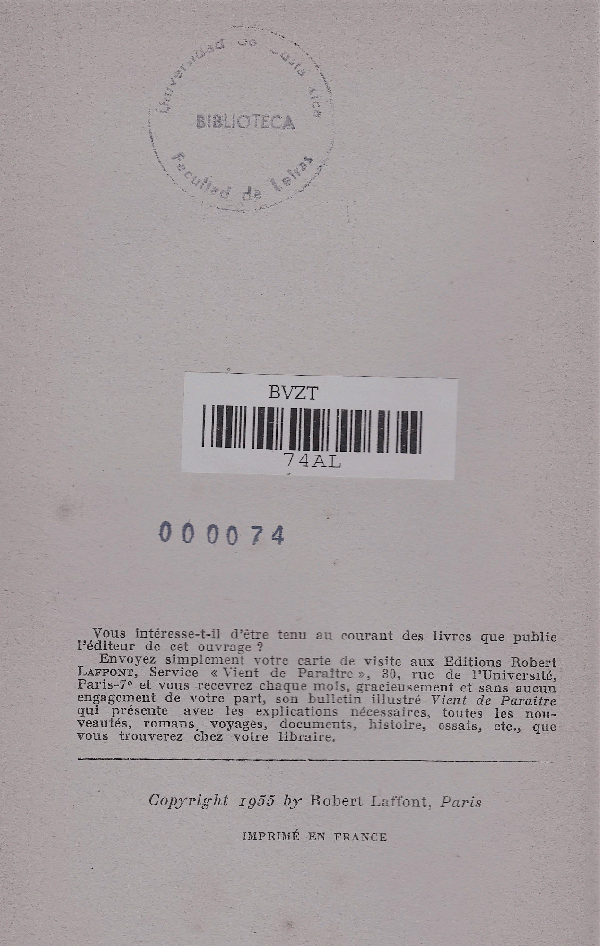 Universidad de Costa Rica
BIBLIOTECA
Facultad de Letras
BVZT
74AL
000074
Vous intéresse-t-il d'être tenu au courant des livres que publie
l'éditeur de cet ouvrage ?
Envoyez simplement votre carte de visite aux Editions Robert
LAFFONT, Service « Vient de Paraître », 30, rue de l'Université,
Paris-7e et vous recevrez chaque mois, gracieusement et sans aucun
engagement de votre part, son bulletin illustré Vient de Paraître
qui présente avec les explications nécessaires, toutes les nou-
veautés, romans, voyages, documents, histoire, essais, etc., que
vous trouverez chez votre libraire.
Copyright 1955 by Robert Laffont, Paris
IMPRIMÉ EN FRANCE